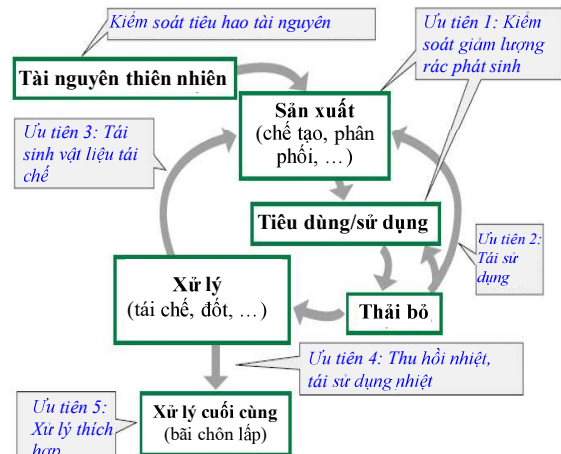 Kiểm soát tiêu hao tài nguyên
Ưu tiên 1: Kiểm
soát giảm lượng
rác phát sinh
Tài nguyên thiên nhiên
Sản xuất
(chế tạo, phân
phối, …)
Ưu tiên 3: Tái
sinh vật liệu tái
chế
Tiêu dùng/sử dụng
Ưu tiên 2:
Tái sử
dụng
Xử lý
(tái chế, đốt, …)
Thải bỏ
Ưu tiên 4: Thu hồi nhiệt,
tái sử dụng nhiệt
Ưu tiên 5:
Xử lý thích
hợp
Xử lý cuối cùng
(bãi chôn lấp)